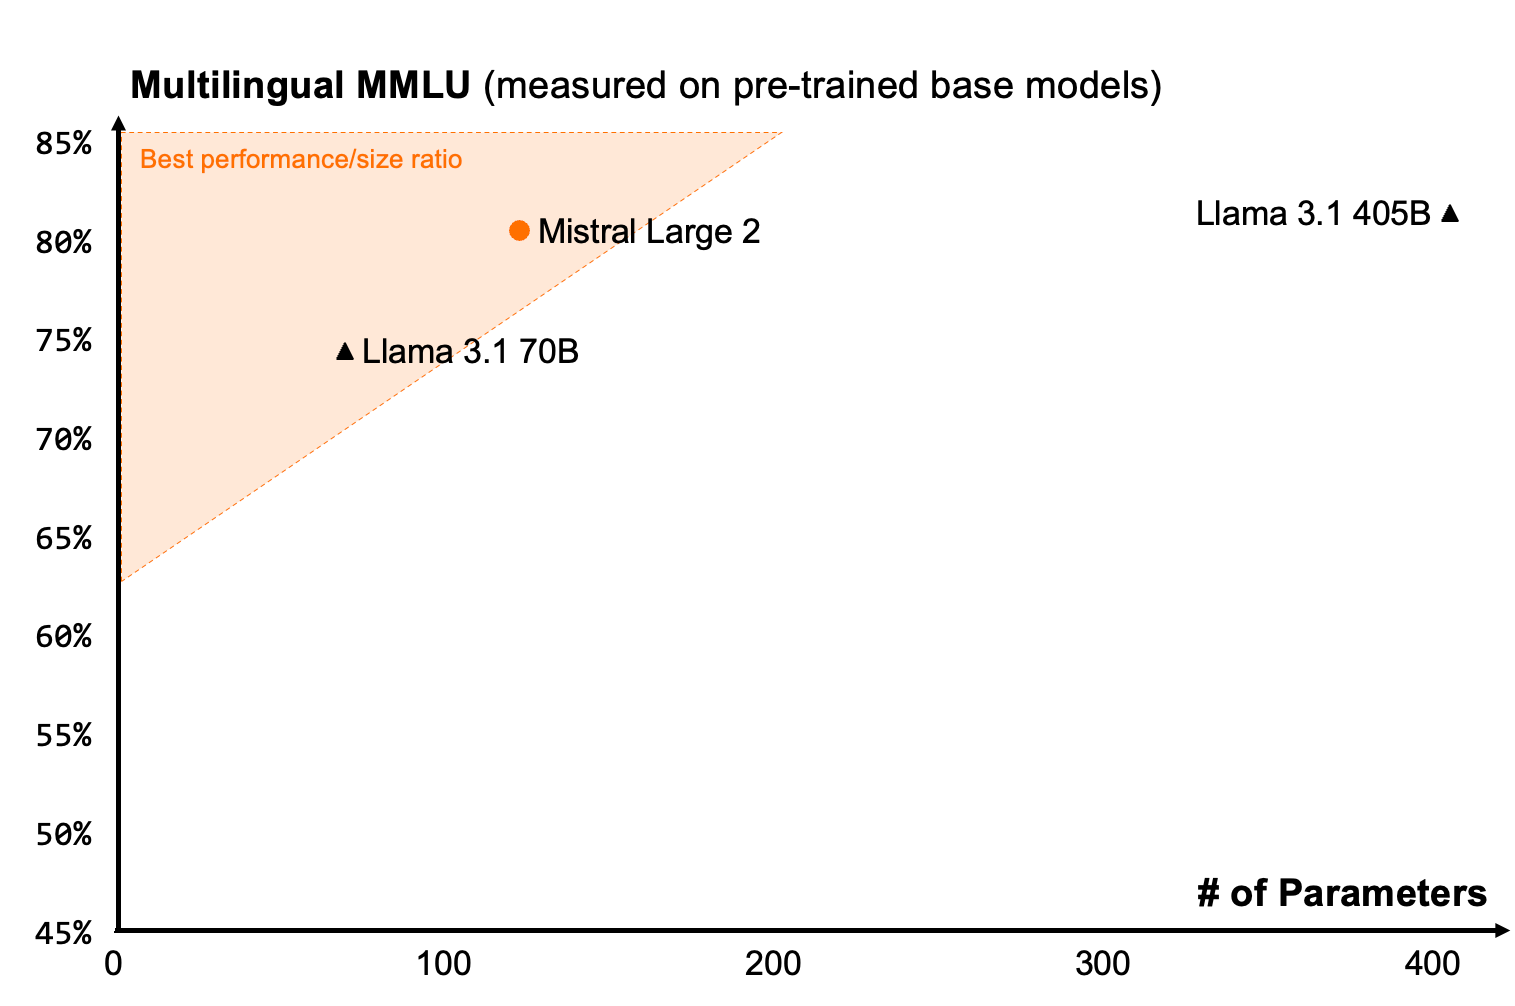 Multilingual MMLU (measured on pre-trained base models)
85%
Best performance/size ratio
80%
Mistral Large 2
Llama 3.1 405B
75%
Llama 3.1 70B
70%
65%
60%
55%
50%
# of Parameters
45%
0 100 200 300 400